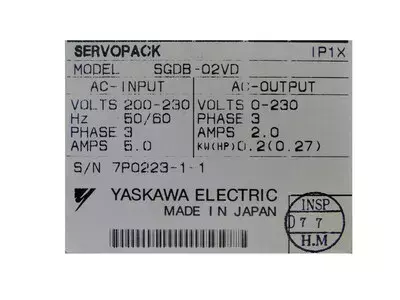 SERVOPACK IP1X
MODEL SGDB-02VD
AC-INPUT AC-OUTPUT
VOLTS 200-230 VOLTS 0-230
Hz 50/60 PHASE 3
PHASE 3 AMPS 2.0
AMPS 5.0 KW(HP) 0.2(0.27)
S/N 7P0223-1-1
YASKAWA ELECTRIC
MADE IN JAPAN
INSP
D77
H.M